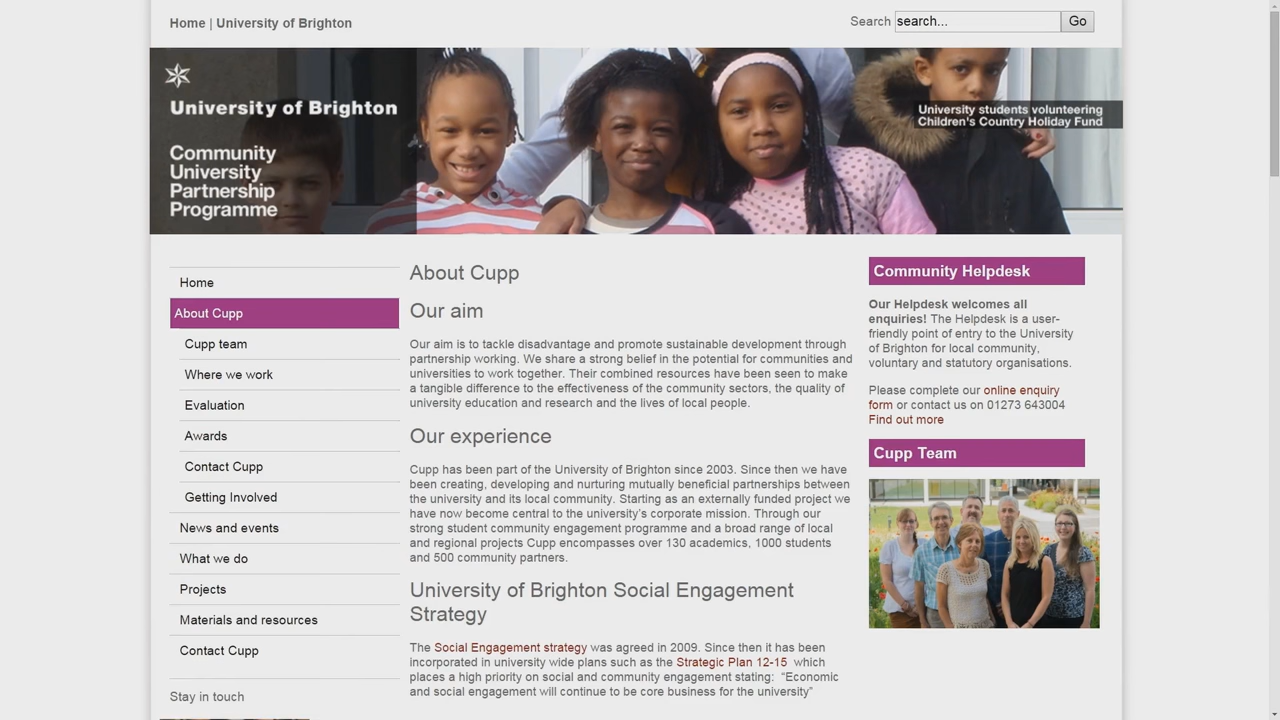 Home | University of Brighton
Search search... Go
University of Brighton
Community
University
Partnership
Programme
University students volunteering
Children's Country Holiday Fund
Home
About Cupp
Cupp team
Where we work
Evaluation
Awards
Contact Cupp
Getting Involved
News and events
What we do
Projects
Materials and resources
Contact Cupp
Stay in touch
About Cupp
Our aim
Our aim is to tackle disadvantage and promote sustainable development through
partnership working. We share a strong belief in the potential for communities and
universities to work together. Their combined resources have been seen to make
a tangible difference to the effectiveness of the community sectors, the quality of
university education and research and the lives of local people.
Our experience
Cupp has been part of the University of Brighton since 2003. Since then we have
been creating, developing and nurturing mutually beneficial partnerships between
the university and its local community. Starting as an externally funded project we
have now become central to the university's corporate mission. Through our
strong student community engagement programme and a broad range of local
and regional projects Cupp encompasses over 130 academics, 1000 students
and 500 community partners.
University of Brighton Social Engagement
Strategy
The Social Engagement strategy was agreed in 2009. Since then it has been
incorporated in university wide plans such as the Strategic Plan 12-15 which
places a high priority on social and community engagement stating: “Economic
and social engagement will continue to be core business for the university”
Community Helpdesk
Our Helpdesk welcomes all
enquiries! The Helpdesk is a user-
friendly point of entry to the University
of Brighton for local community,
voluntary and statutory organisations.
Please complete our online enquiry
form or contact us on 01273 643004
Find out more
Cupp Team